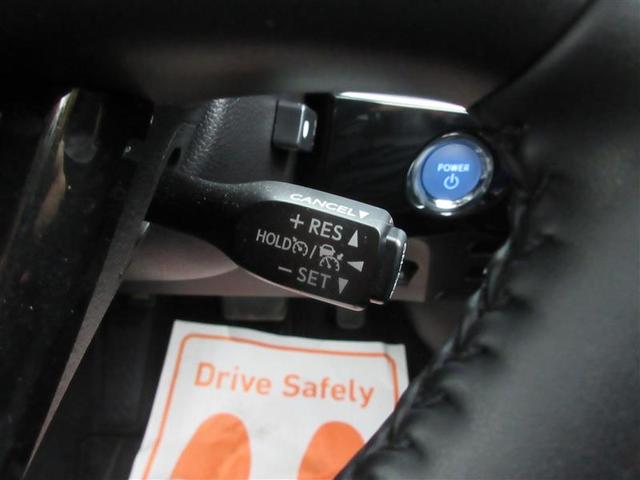 POWER
CANCEL▼
+ RES ▲
HOLD /
− SET ▼
Drive Safely